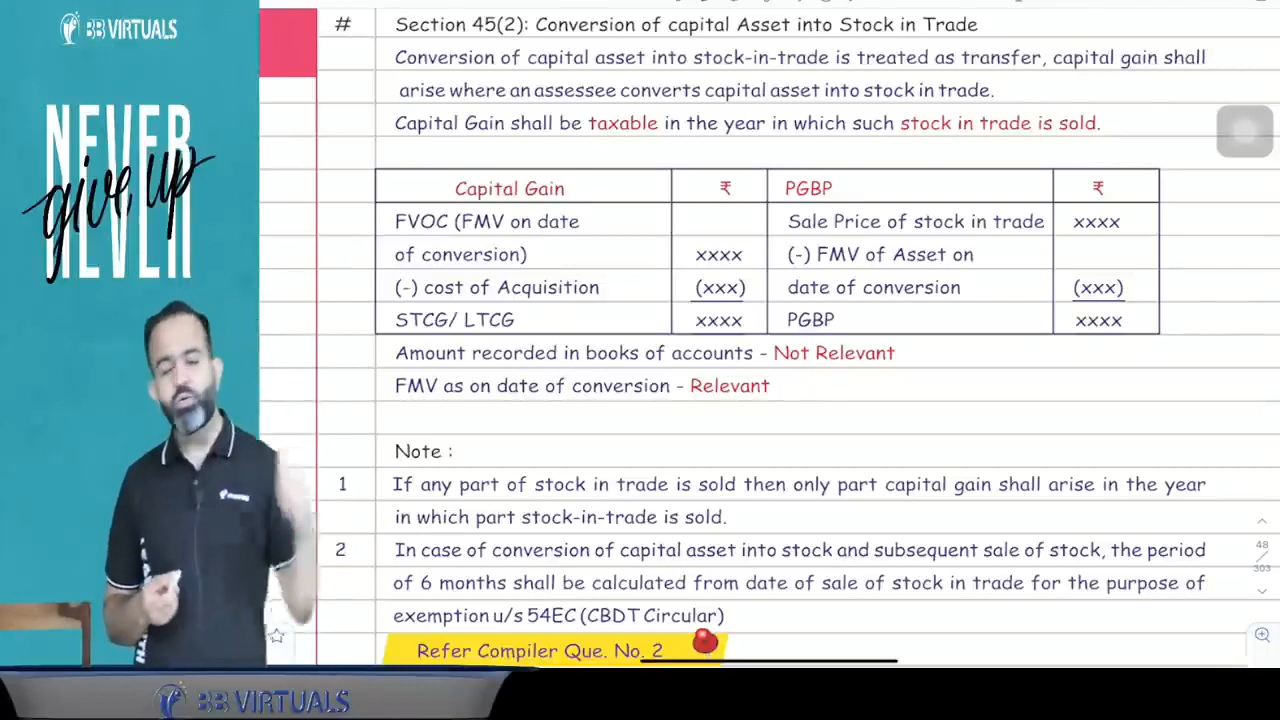 BB VIRTUALS
NEVER
give up
NEVER
# Section 45(2): Conversion of capital Asset into Stock in Trade
Conversion of capital asset into stock-in-trade is treated as transfer, capital gain shall
arise where an assessee converts capital asset into stock in trade.
Capital Gain shall be taxable in the year in which such stock in trade is sold.
Capital Gain ₹ PGBP ₹
FVOC (FMV on date Sale Price of stock in trade xxxx
of conversion) xxxx (-) FMV of Asset on
(-) cost of Acquisition (xxx) date of conversion (xxx)
STCG/ LTCG xxxx PGBP xxxx
Amount recorded in books of accounts - Not Relevant
FMV as on date of conversion - Relevant
Note :
1 If any part of stock in trade is sold then only part capital gain shall arise in the year
in which part stock-in-trade is sold.
2 In case of conversion of capital asset into stock and subsequent sale of stock, the period
of 6 months shall be calculated from date of sale of stock in trade for the purpose of
exemption u/s 54EC (CBDT Circular)
Refer Compiler Que. No. 2
48
303
BB VIRTUALS